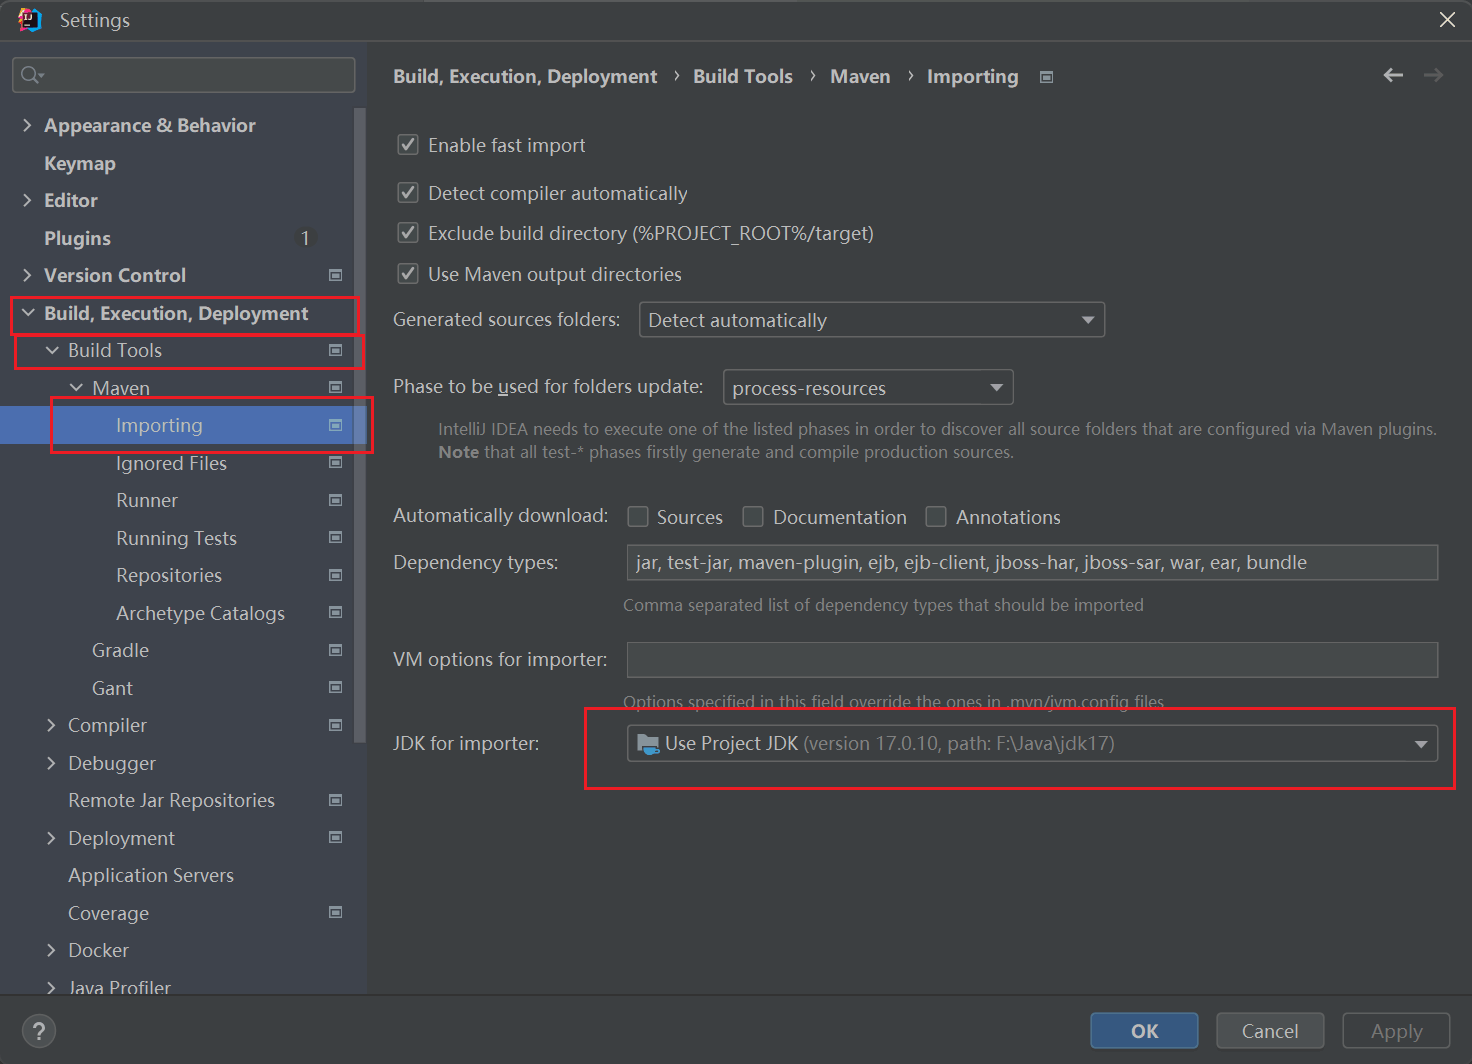 Settings
Appearance & Behavior
Keymap
Editor
Plugins 1
Version Control
Build, Execution, Deployment
Build Tools
Maven
Importing
Ignored Files
Runner
Running Tests
Repositories
Archetype Catalogs
Gradle
Gant
Compiler
Debugger
Remote Jar Repositories
Deployment
Application Servers
Coverage
Docker
Java Profiler
Build, Execution, Deployment › Build Tools › Maven › Importing
Enable fast import
Detect compiler automatically
Exclude build directory (%PROJECT_ROOT%/target)
Use Maven output directories
Generated sources folders: Detect automatically
Phase to be used for folders update: process-resources
IntelliJ IDEA needs to execute one of the listed phases in order to discover all source folders that are configured via Maven plugins.
Note that all test-* phases firstly generate and compile production sources.
Automatically download: Sources Documentation Annotations
Dependency types: jar, test-jar, maven-plugin, ejb, ejb-client, jboss-har, jboss-sar, war, ear, bundle
Comma separated list of dependency types that should be imported
VM options for importer:
Options specified in this field override the ones in .mvn/jvm.config files
JDK for importer: Use Project JDK (version 17.0.10, path: F:\Java\jdk17)
? OK Cancel Apply